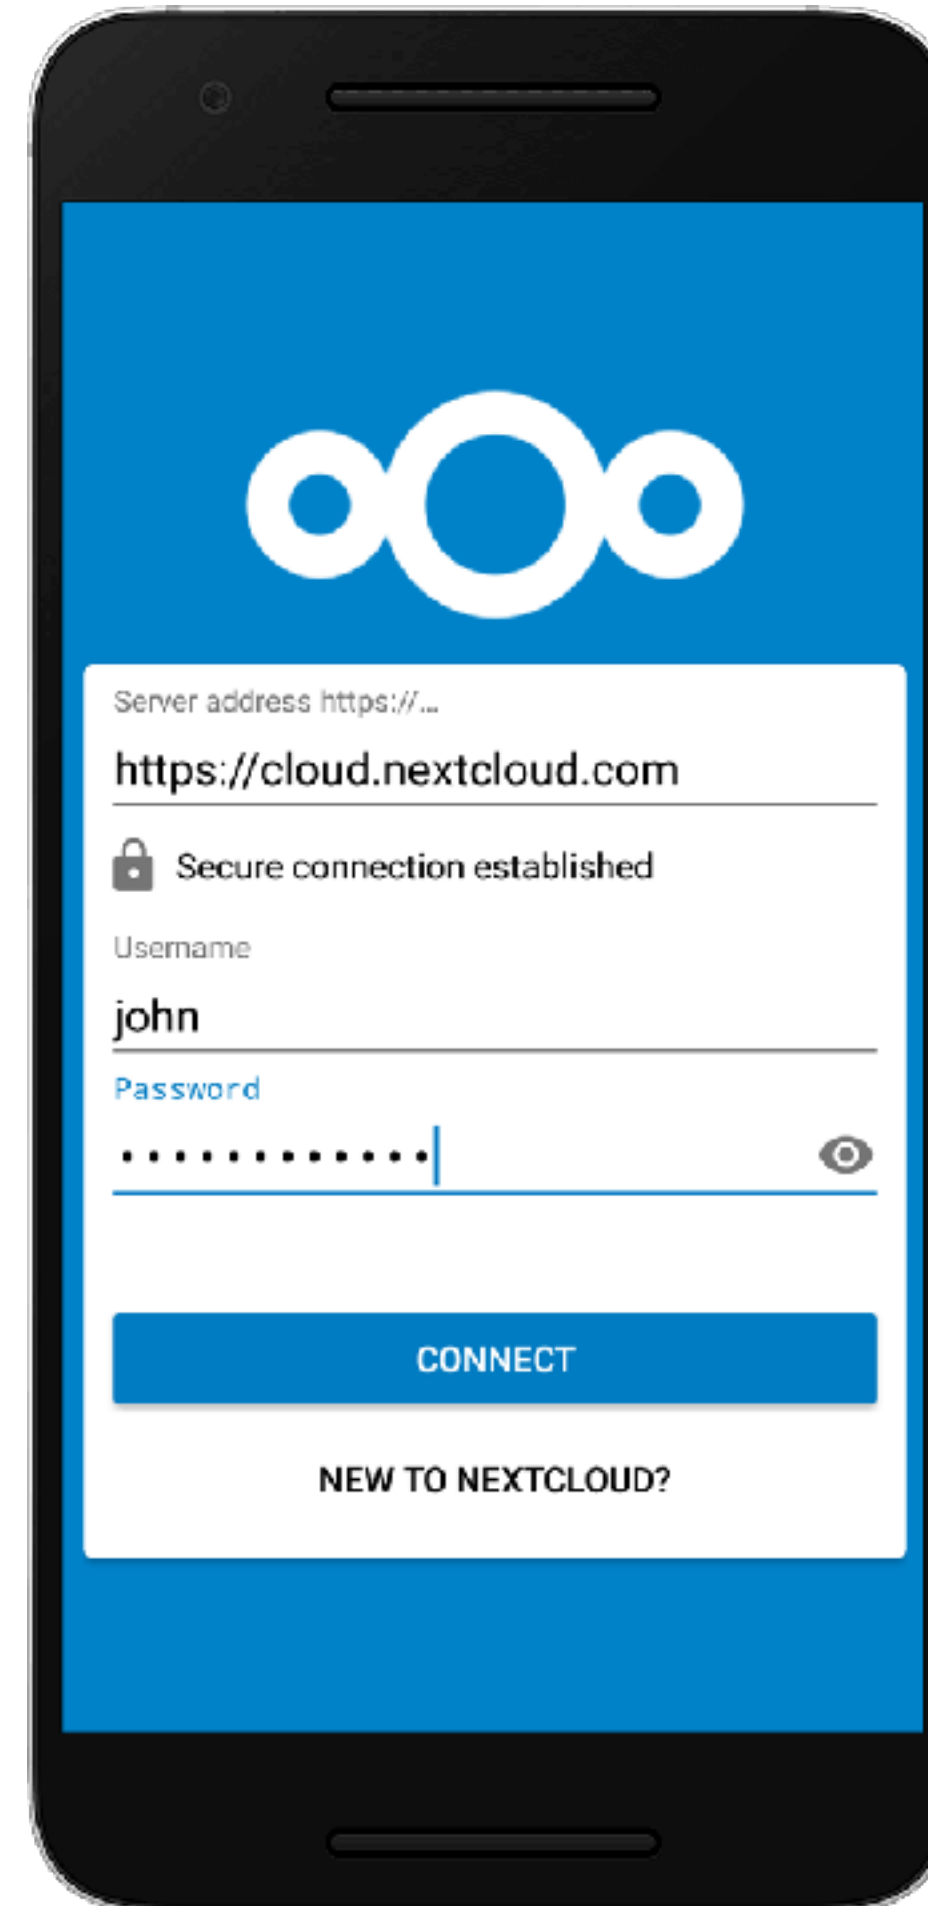 Server address https://...
https://cloud.nextcloud.com
Secure connection established
Username
john
Password
••••••••••••
CONNECT
NEW TO NEXTCLOUD?